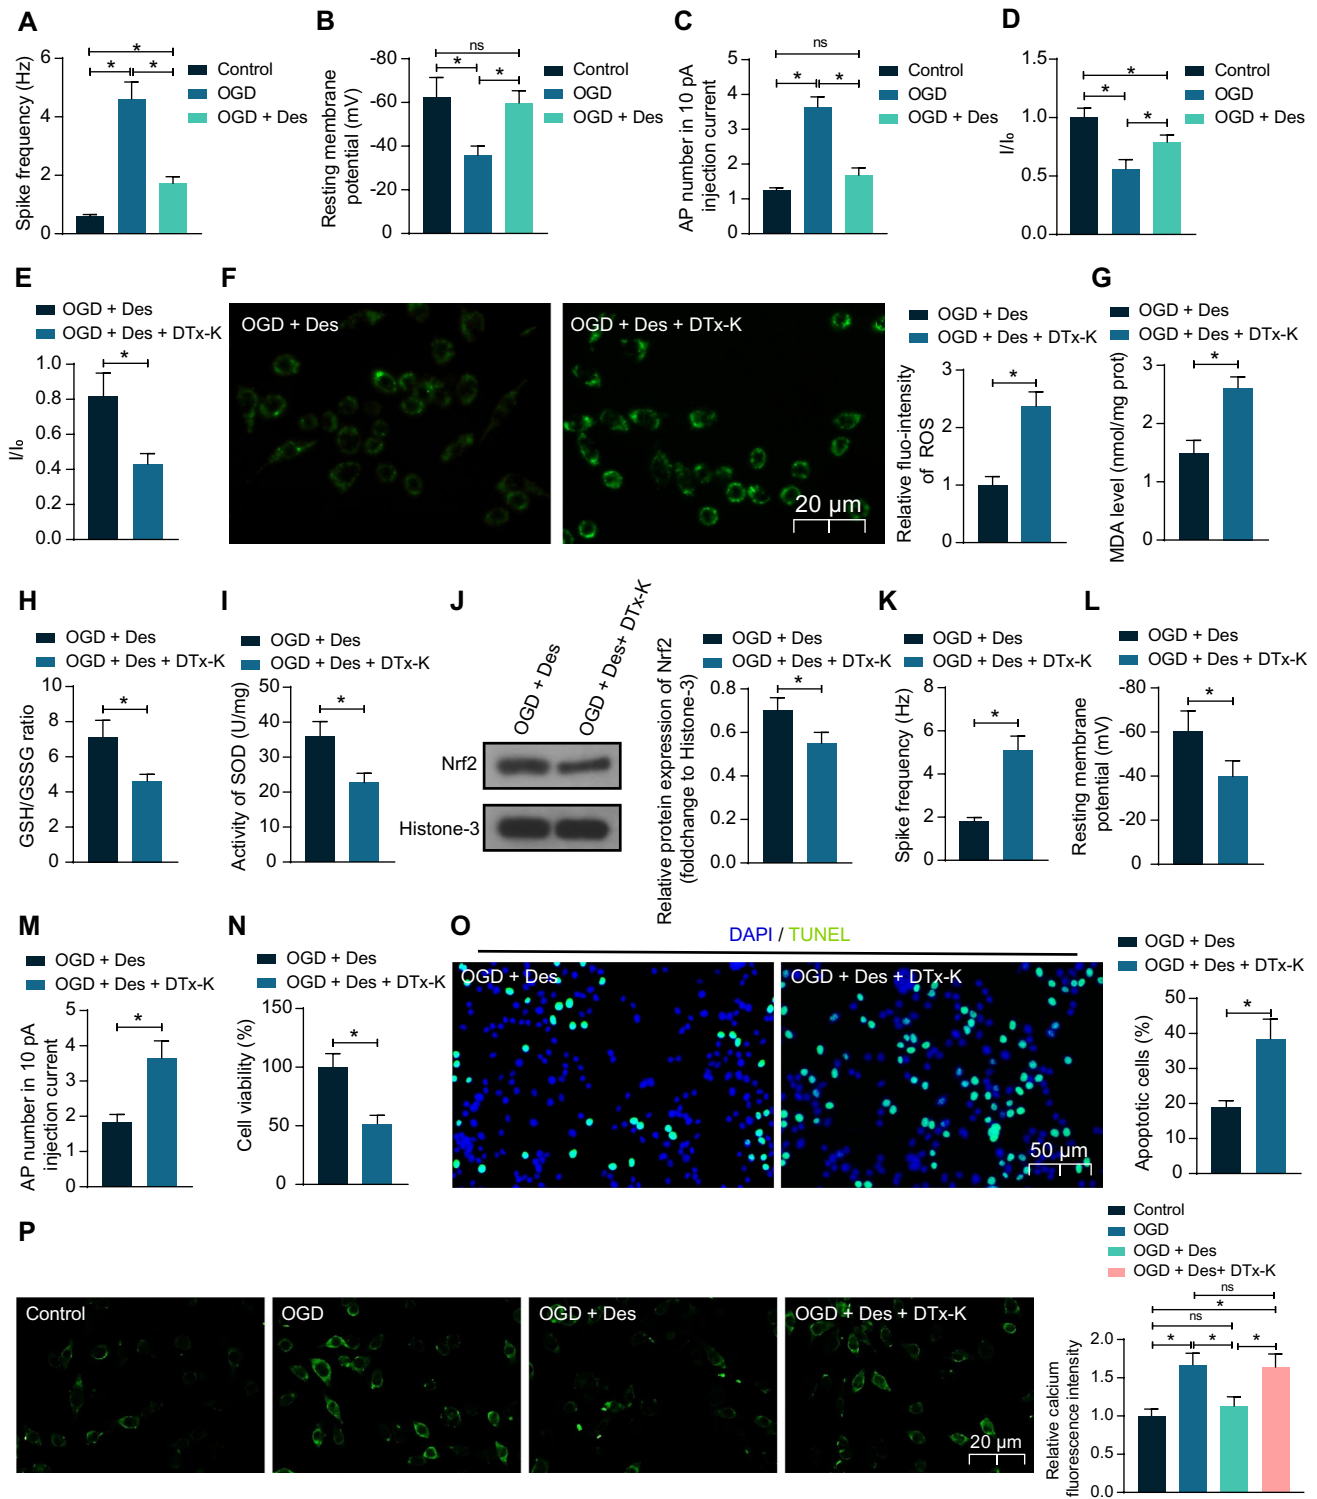 A
Spike frequency (Hz)
6
4
2
0
*
* *
Control
OGD
OGD + Des
B
Resting membrane
potential (mV)
-80
-60
-40
-20
0
ns
* *
Control
OGD
OGD + Des
C
AP number in 10 pA
injection current
5
4
3
2
1
0
ns
* *
Control
OGD
OGD + Des
D
I/I₀
1.5
1.0
0.5
0.0
*
*
*
Control
OGD
OGD + Des
E
OGD + Des
OGD + Des + DTx-K
I/I₀
1.0
0.8
0.6
0.4
0.2
0.0
*
F
OGD + Des
OGD + Des + DTx-K
20 μm
OGD + Des
OGD + Des + DTx-K
Relative fluo-intensity
of ROS
3
2
1
0
*
G
OGD + Des
OGD + Des + DTx-K
MDA level (nmol/mg prot)
3
2
1
0
*
H
OGD + Des
OGD + Des + DTx-K
GSH/GSSG ratio
10
8
6
4
2
0
*
I
OGD + Des
OGD + Des + DTx-K
Activity of SOD (U/mg)
50
40
30
20
10
0
*
J
OGD + Des
OGD + Des+ DTx-K
Nrf2
Histone-3
OGD + Des
OGD + Des + DTx-K
Relative protein expression of Nrf2
(foldchange to Histone-3)
0.8
0.6
0.4
0.2
0.0
*
K
OGD + Des
OGD + Des + DTx-K
Spike frequency (Hz)
8
6
4
2
0
*
L
OGD + Des
OGD + Des + DTx-K
Resting membrane
potential (mV)
-80
-60
-40
-20
0
*
M
OGD + Des
OGD + Des + DTx-K
AP number in 10 pA
injection current
5
4
3
2
1
0
*
N
OGD + Des
OGD + Des + DTx-K
Cell viability (%)
150
100
50
0
*
O
DAPI / TUNEL
OGD + Des
OGD + Des + DTx-K
50 μm
OGD + Des
OGD + Des + DTx-K
Apoptotic cells (%)
50
40
30
20
10
0
*
P
Control
OGD
OGD + Des
OGD + Des + DTx-K
20 μm
Control
OGD
OGD + Des
OGD + Des+ DTx-K
Relative calcium
fluorescence intensity
2.0
1.5
1.0
0.5
0.0
ns
*
ns
* * *